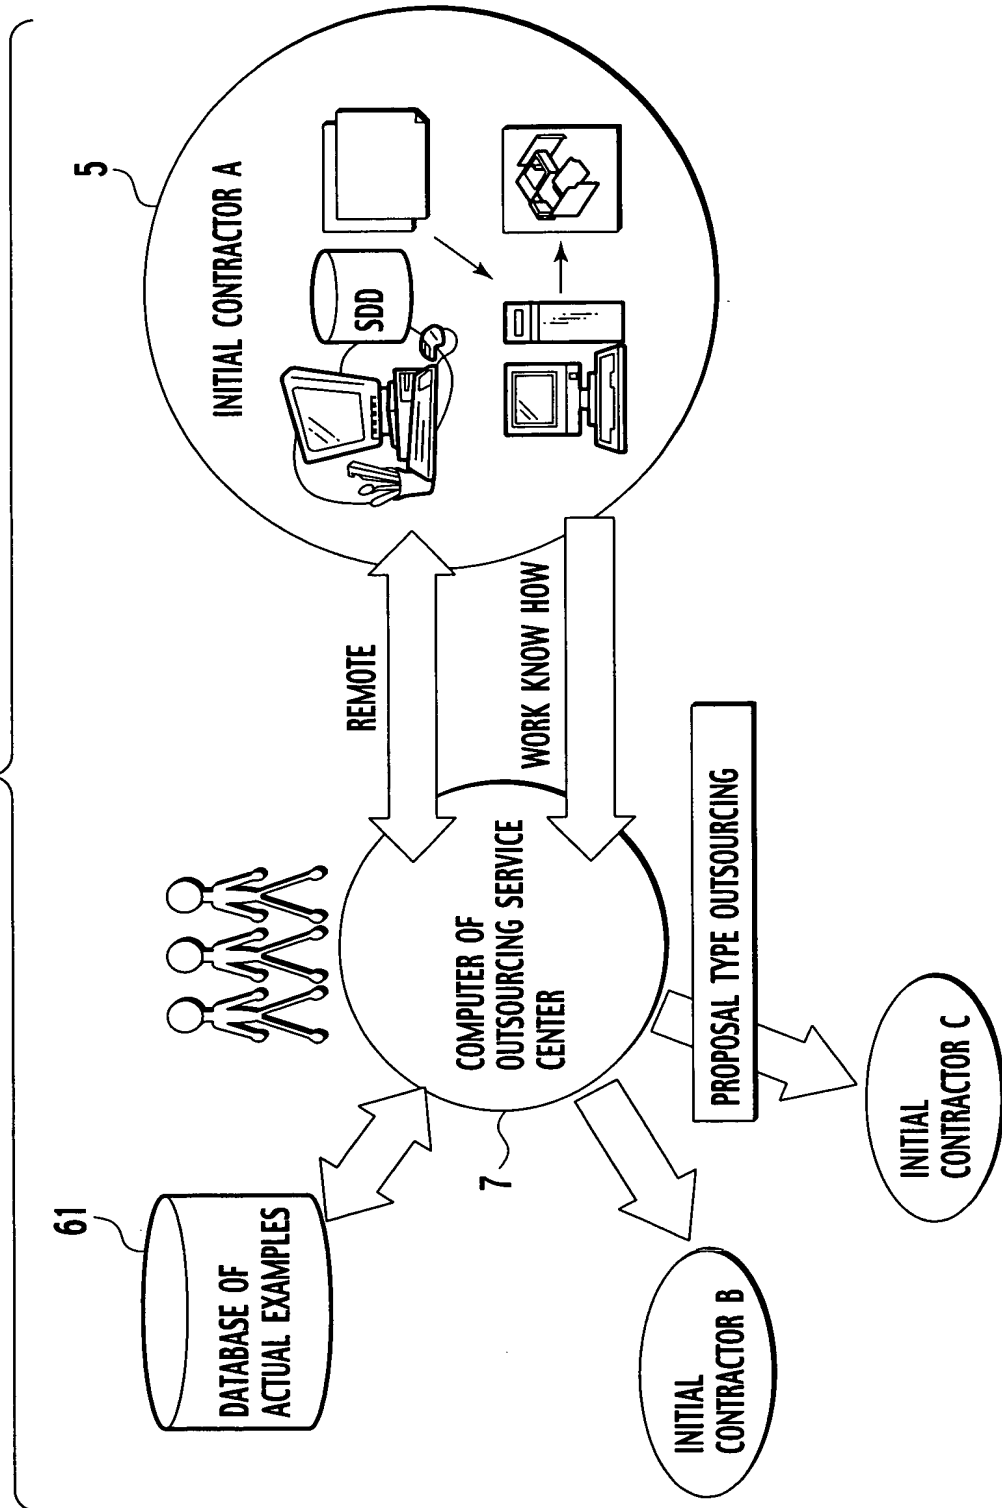 61
DATABASE OF
ACTUAL EXAMPLES
7
COMPUTER OF
OUTSOURCING SERVICE
CENTER
REMOTE
WORK KNOW HOW
5
INITIAL CONTRACTOR A
SDD
INITIAL
CONTRACTOR B
PROPOSAL TYPE OUTSOURCING
INITIAL
CONTRACTOR C